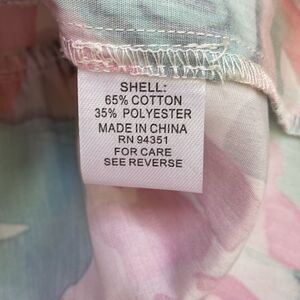 SHELL:
65% COTTON
35% POLYESTER
MADE IN CHINA
RN 94351
FOR CARE
SEE REVERSE